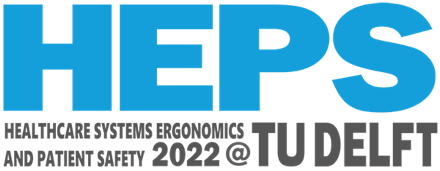 HEPS
HEALTHCARE SYSTEMS ERGONOMICS
AND PATIENT SAFETY 2022 @ TU DELFT